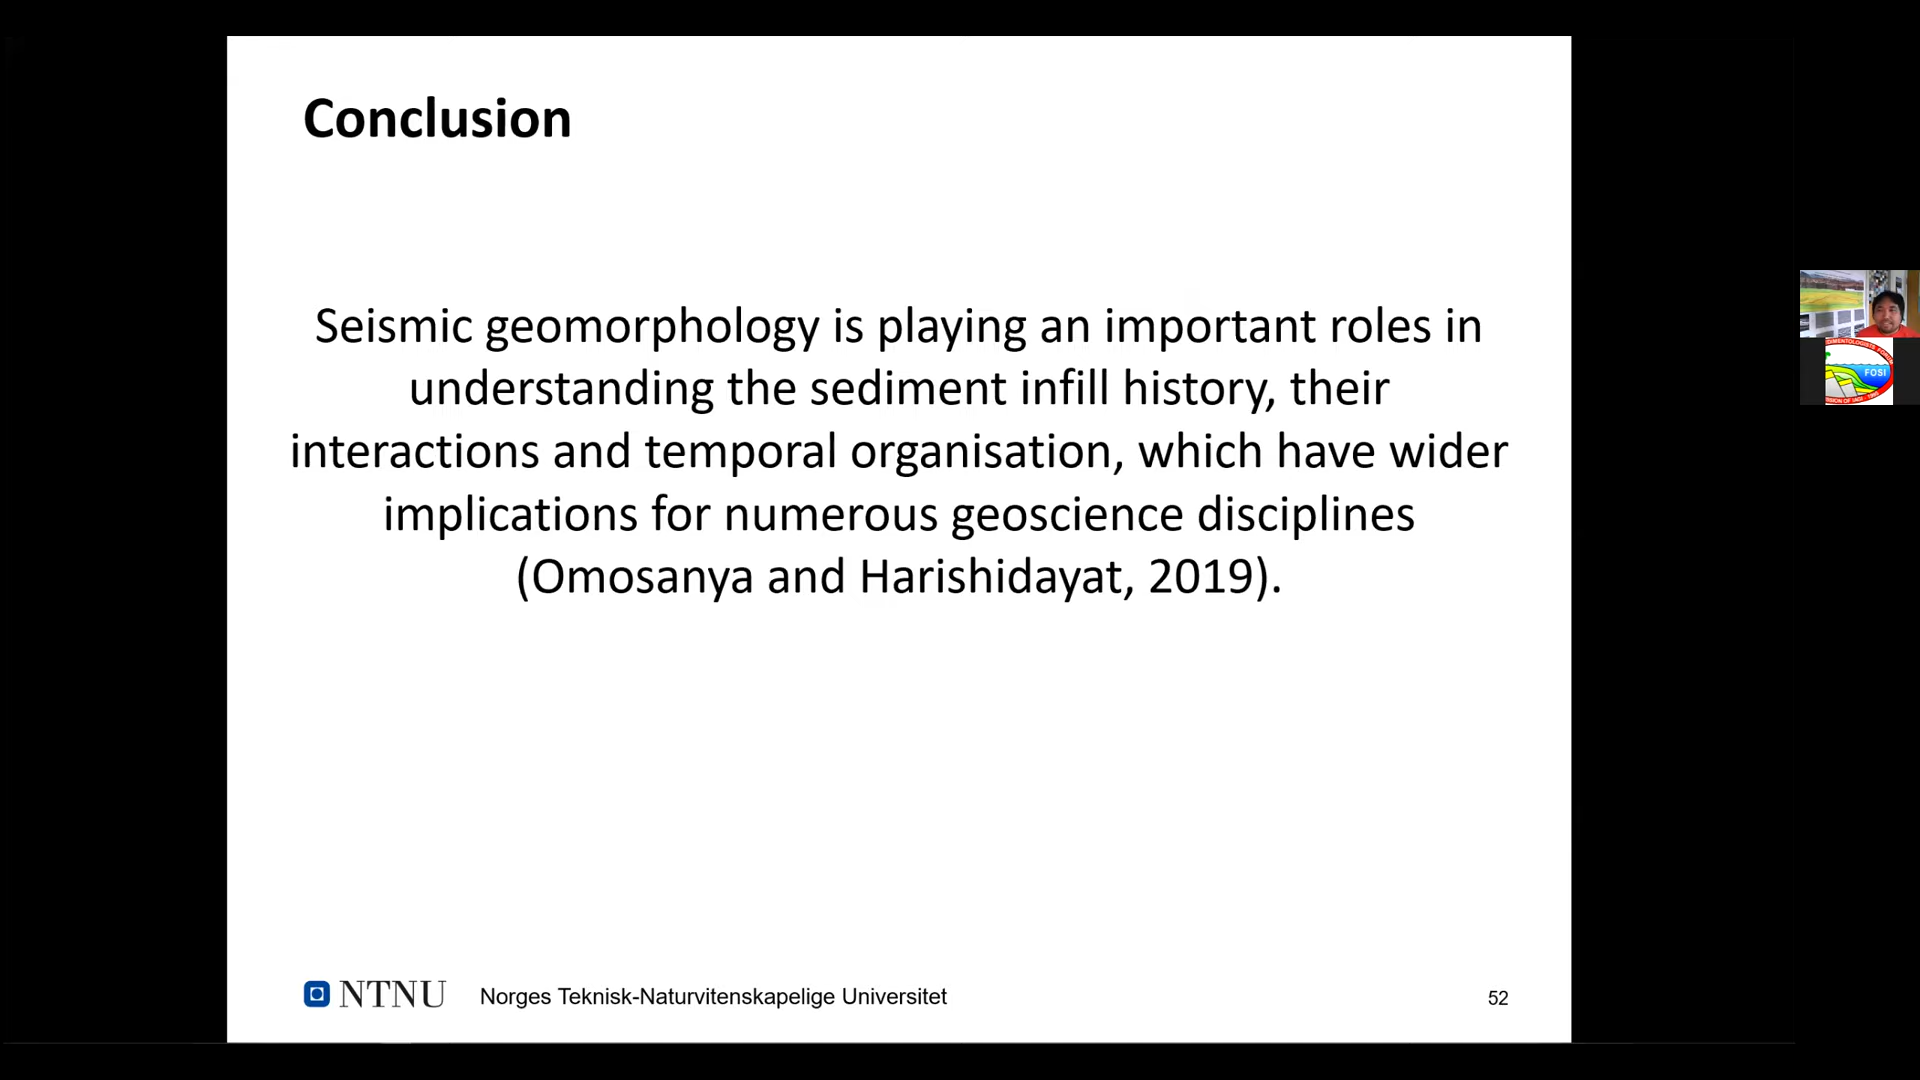 Conclusion
Seismic geomorphology is playing an important roles in
understanding the sediment infill history, their
interactions and temporal organisation, which have wider
implications for numerous geoscience disciplines
(Omosanya and Harishidayat, 2019).
NTNU
Norges Teknisk-Naturvitenskapelige Universitet
52
FOSI